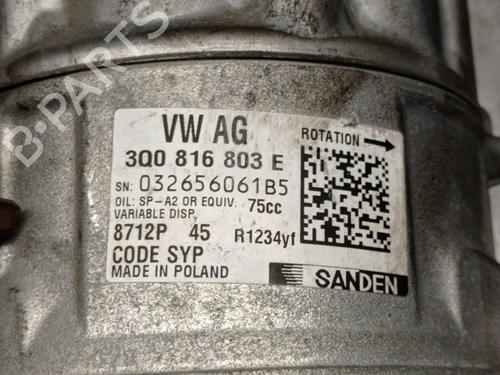 B-PARTS
VW AG
ROTATION
3Q0 816 803 E
SN: 032656061B5
OIL: SP-A2 OR EQUIV. 75cc
VARIABLE DISP.
8712P 45 R1234yf
CODE SYP
MADE IN POLAND
SANDEN